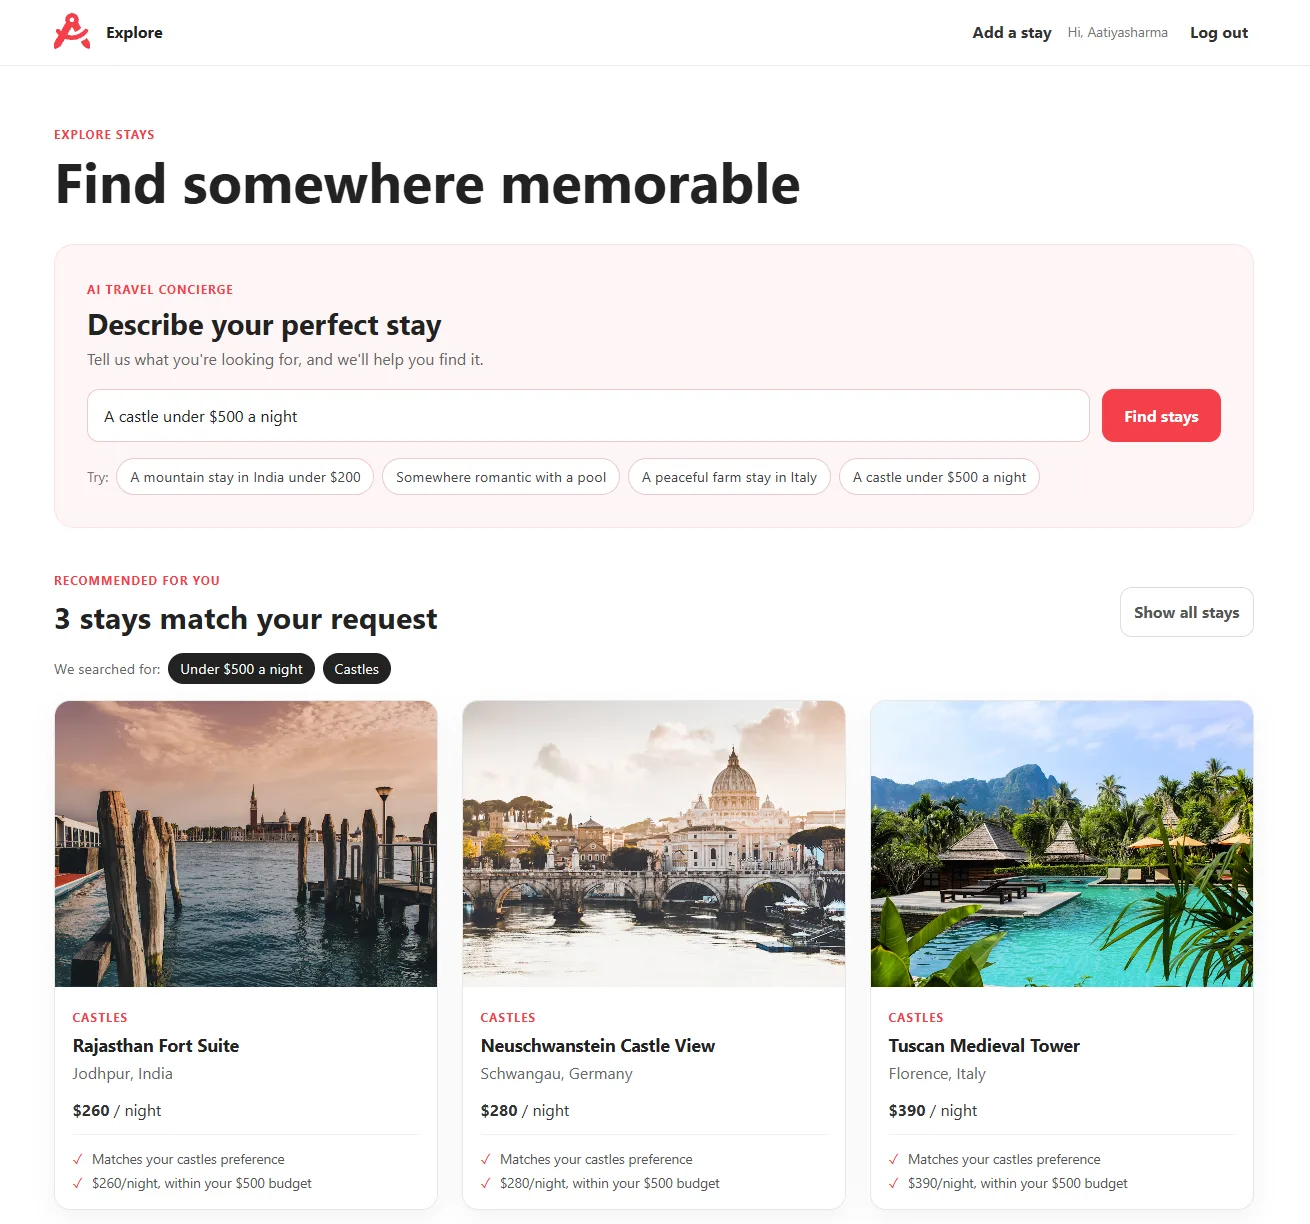 Explore
Add a stay
Hi, Aatiyasharma
Log out
EXPLORE STAYS
Find somewhere memorable
AI TRAVEL CONCIERGE
Describe your perfect stay
Tell us what you're looking for, and we'll help you find it.
A castle under $500 a night
Find stays
Try:
A mountain stay in India under $200
Somewhere romantic with a pool
A peaceful farm stay in Italy
A castle under $500 a night
RECOMMENDED FOR YOU
3 stays match your request
Show all stays
We searched for:
Under $500 a night
Castles
CASTLES
Rajasthan Fort Suite
Jodhpur, India
$260 / night
✓ Matches your castles preference
✓ $260/night, within your $500 budget
CASTLES
Neuschwanstein Castle View
Schwangau, Germany
$280 / night
✓ Matches your castles preference
✓ $280/night, within your $500 budget
CASTLES
Tuscan Medieval Tower
Florence, Italy
$390 / night
✓ Matches your castles preference
✓ $390/night, within your $500 budget